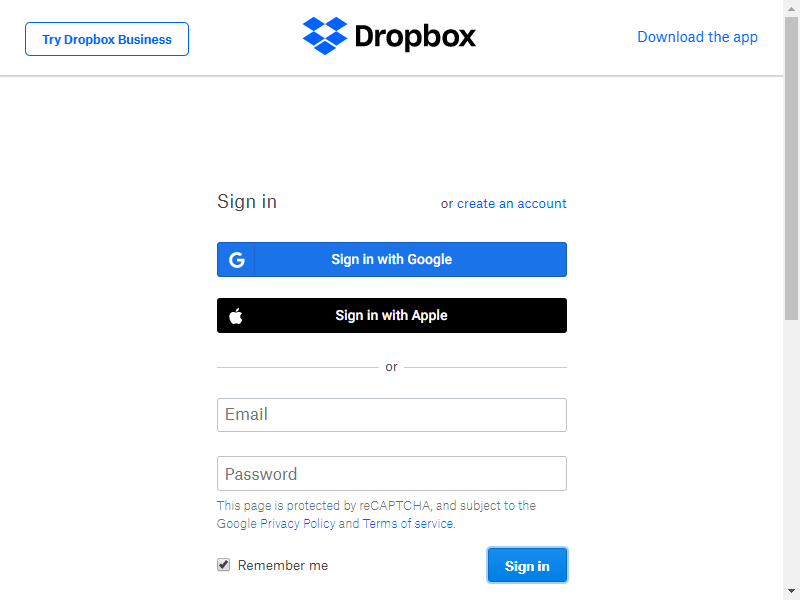 Try Dropbox Business
Dropbox
Download the app
Sign in
or create an account
G
Sign in with Google
Sign in with Apple
or
Email
Password
This page is protected by reCAPTCHA, and subject to the
Google Privacy Policy and Terms of service.
Remember me
Sign in